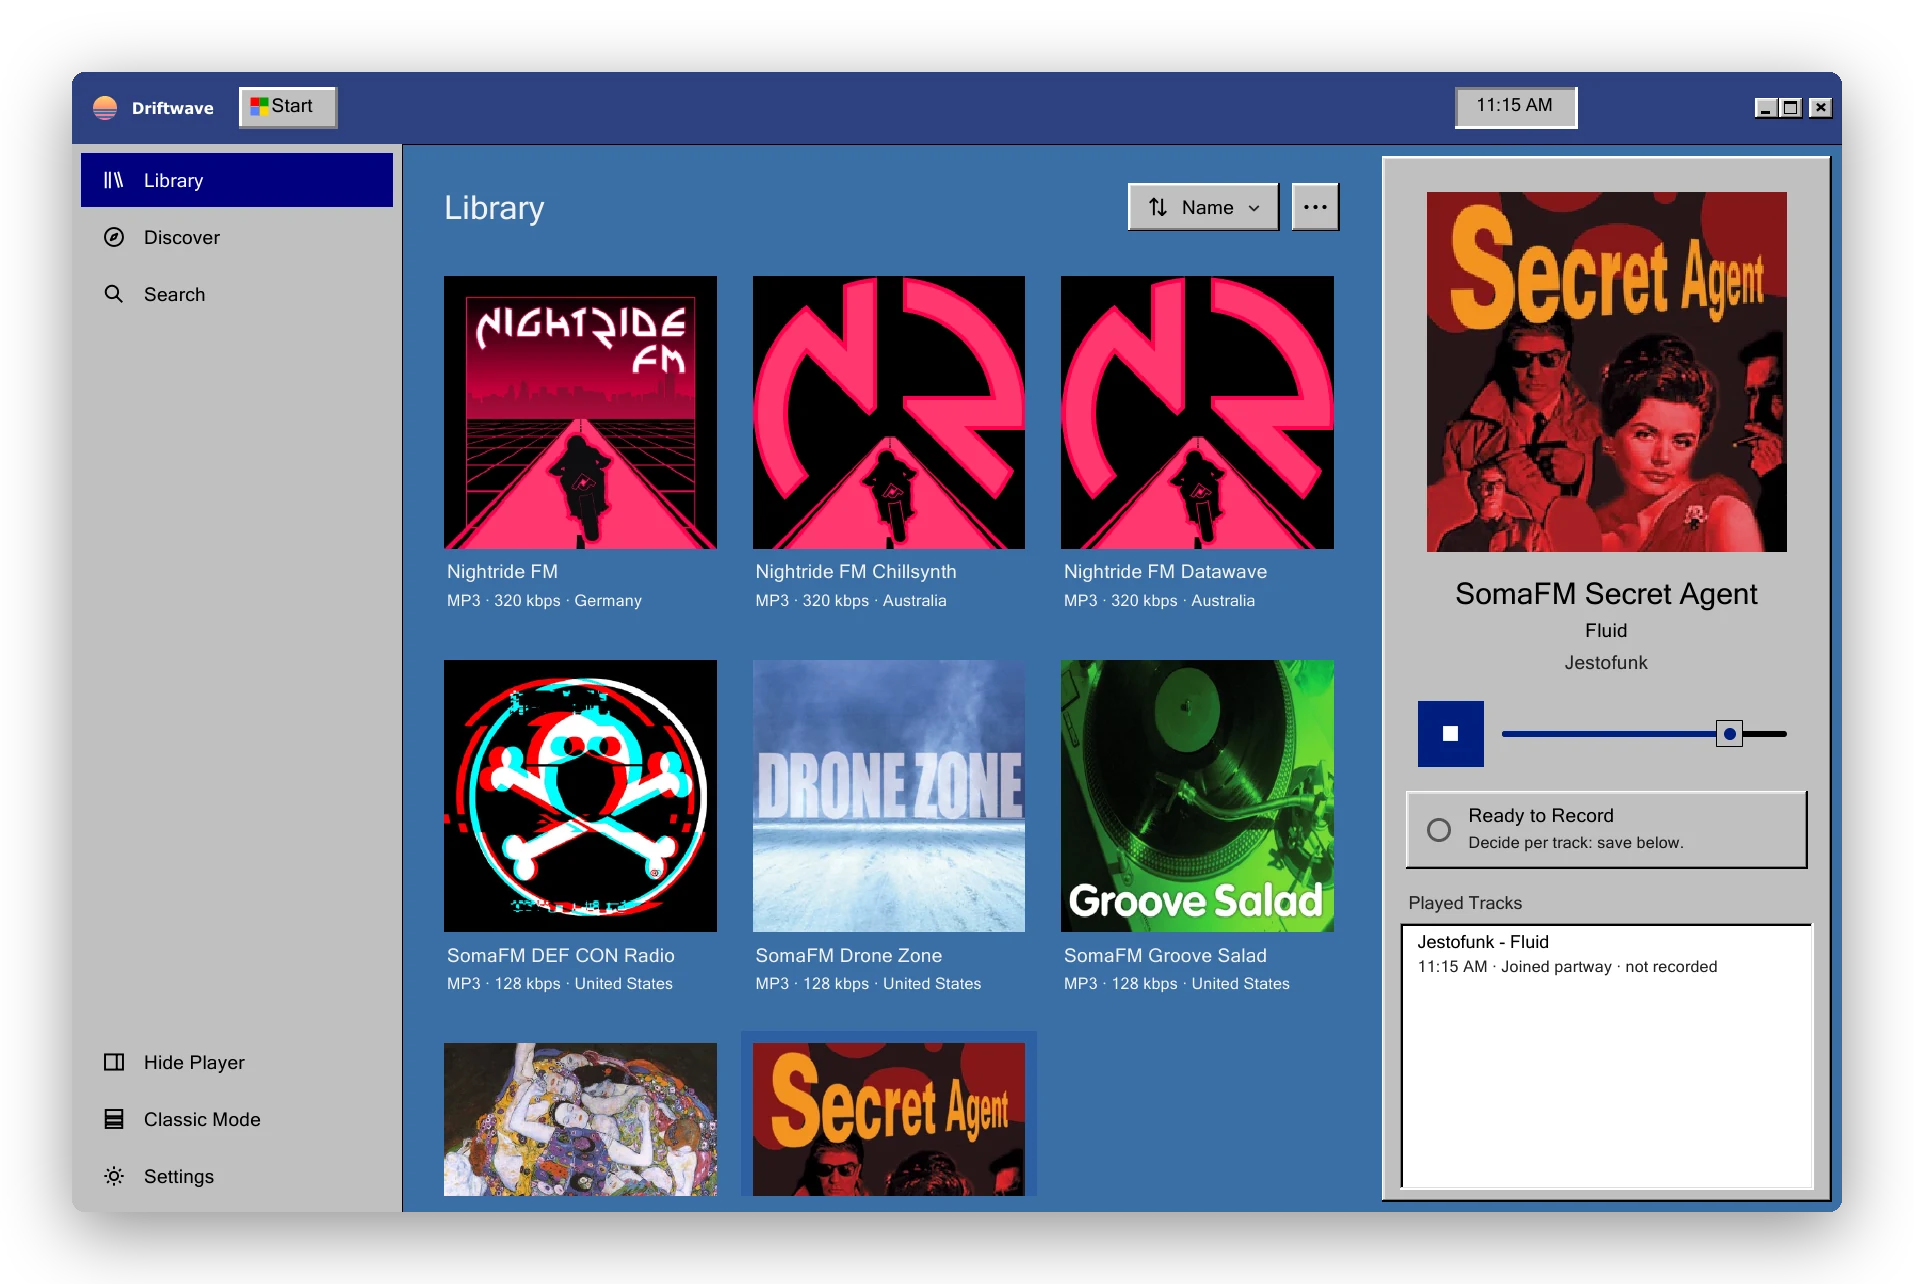 Driftwave
Start
11:15 AM
Library
Discover
Search
Hide Player
Classic Mode
Settings
Library
Name
NIGHTRIDE
FM
Nightride FM
MP3 · 320 kbps · Germany
NR
Nightride FM Chillsynth
MP3 · 320 kbps · Australia
NR
Nightride FM Datawave
MP3 · 320 kbps · Australia
SomaFM DEF CON Radio
MP3 · 128 kbps · United States
DRONE ZONE
SomaFM Drone Zone
MP3 · 128 kbps · United States
Groove Salad
SomaFM Groove Salad
MP3 · 128 kbps · United States
Secret Agent
Secret Agent
SomaFM Secret Agent
Fluid
Jestofunk
Ready to Record
Decide per track: save below.
Played Tracks
Jestofunk - Fluid
11:15 AM · Joined partway · not recorded